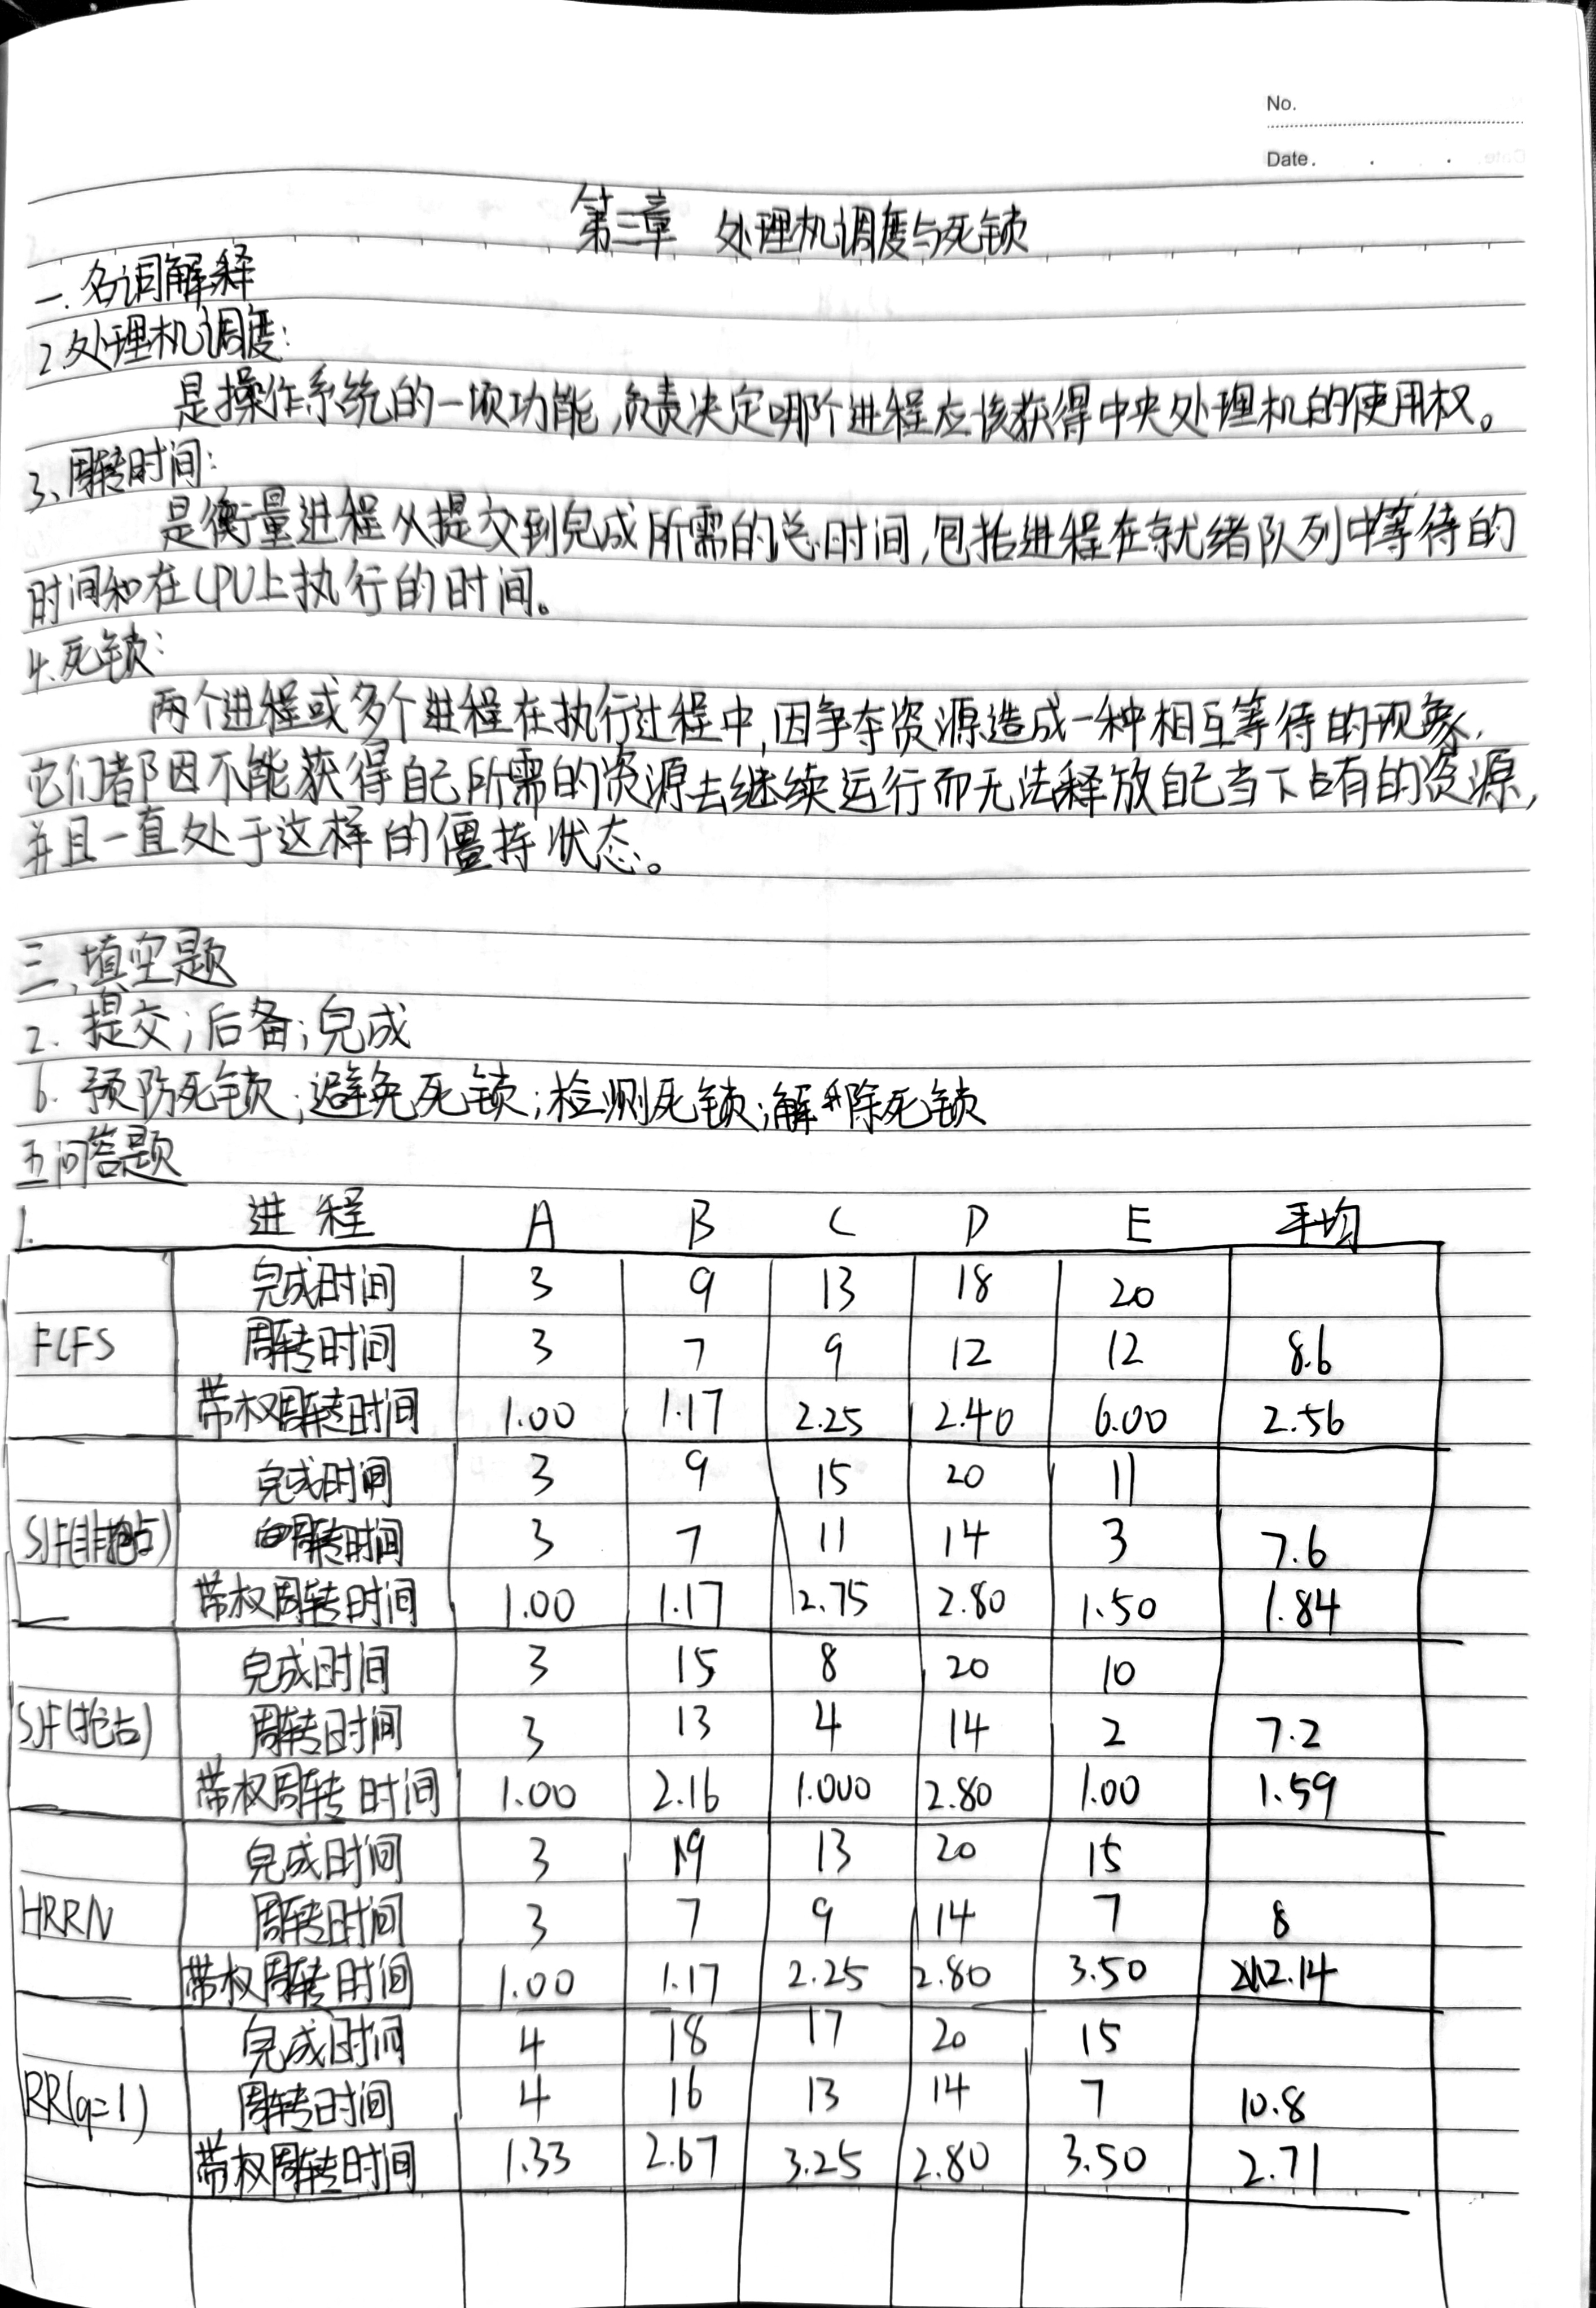 No.
Date.
第三章 处理机调度与死锁
一.名词解释
2.处理机调度:
是操作系统的一项功能,负责决定哪个进程应该获得中央处理机的使用权。
3、周转时间:
是衡量进程从提交到完成所需的总时间,包括进程在就绪队列中等待的
时间和在CPU上执行的时间。
4.死锁:
两个进程或多个进程在执行过程中,因争夺资源造成一种相互等待的现象,
它们都因不能获得自己所需的资源去继续运行而无法释放自己当下占有的资源,
并且一直处于这样的僵持状态。
三、填空题
2. 提交;后备;完成
6. 预防死锁;避免死锁;检测死锁;解除死锁
五问答题
1. 进程 A B C D E 平均
完成时间 3 9 13 18 20
FCFS 周转时间 3 7 9 12 12 8.6
带权周转时间 1.00 1.17 2.25 2.40 6.00 2.56
完成时间 3 9 15 20 11
SJF(非抢占) 周转时间 3 7 11 14 3 7.6
带权周转时间 1.00 1.17 2.75 2.80 1.50 1.84
完成时间 3 15 8 20 10
SJF(抢占) 周转时间 3 13 4 14 2 7.2
带权周转时间 1.00 2.16 1.000 2.80 1.00 1.59
完成时间 3 9 13 20 15
HRRN 周转时间 3 7 9 14 7 8
带权周转时间 1.00 1.17 2.25 2.80 3.50 2.14
完成时间 4 18 17 20 15
RR(q=1) 周转时间 4 16 13 14 7 10.8
带权周转时间 1.33 2.67 3.25 2.80 3.50 2.71